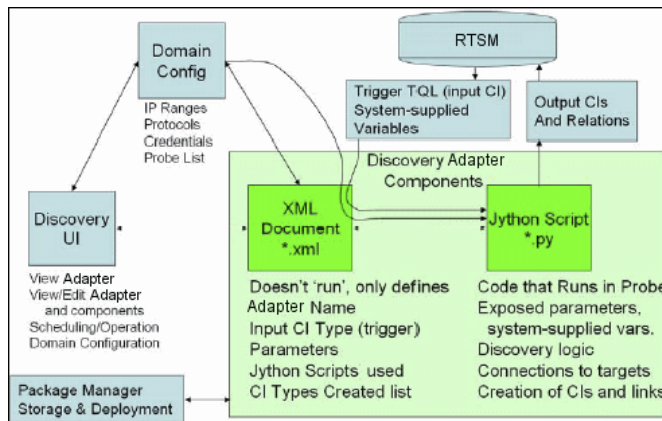 Domain
Config
IP Ranges
Protocols
Credentials
Probe List
RTSM
Trigger TQL (input CI)
System-supplied
Variables
Output CIs
And Relations
Discovery Adapter
Components
Discovery
UI
View Adapter
View/Edit Adapter
and components
Scheduling/Operation
Domain Configuration
XML
Document
*.xml
Doesn't 'run', only defines
Adapter Name
Input CI Type (trigger)
Parameters
Jython Scripts used
CI Types Created list
Jython Script
*.py
Code that Runs in Probe
Exposed parameters,
system-supplied vars.
Discovery logic
Connections to targets
Creation of CIs and links
Package Manager
Storage & Deployment